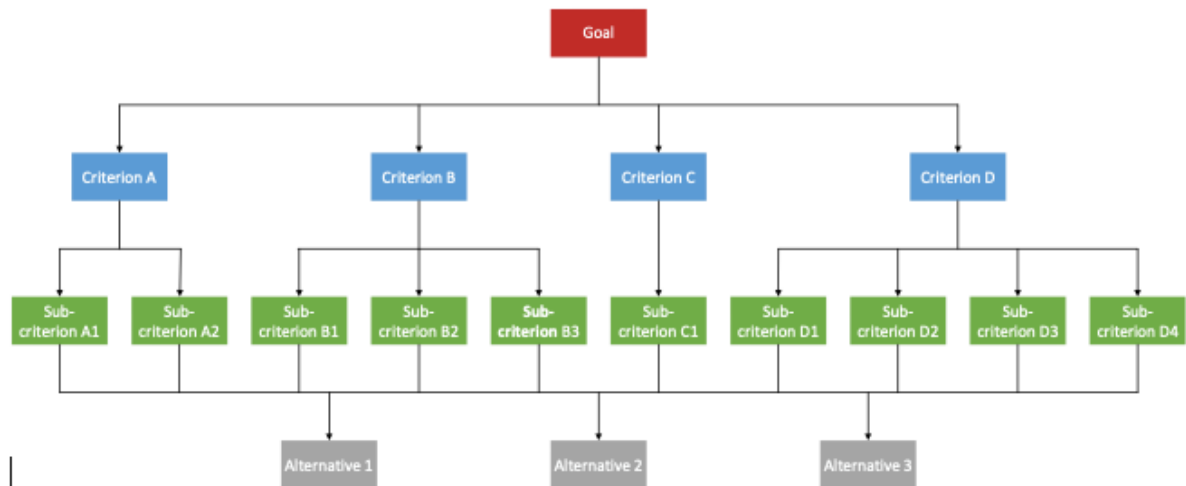 Goal
Criterion A
Criterion B
Criterion C
Criterion D
Sub-
criterion A1
Sub-
criterion A2
Sub-
criterion B1
Sub-
criterion B2
Sub-
criterion B3
Sub-
criterion C1
Sub-
criterion D1
Sub-
criterion D2
Sub-
criterion D3
Sub-
criterion D4
Alternative 1
Alternative 2
Alternative 3